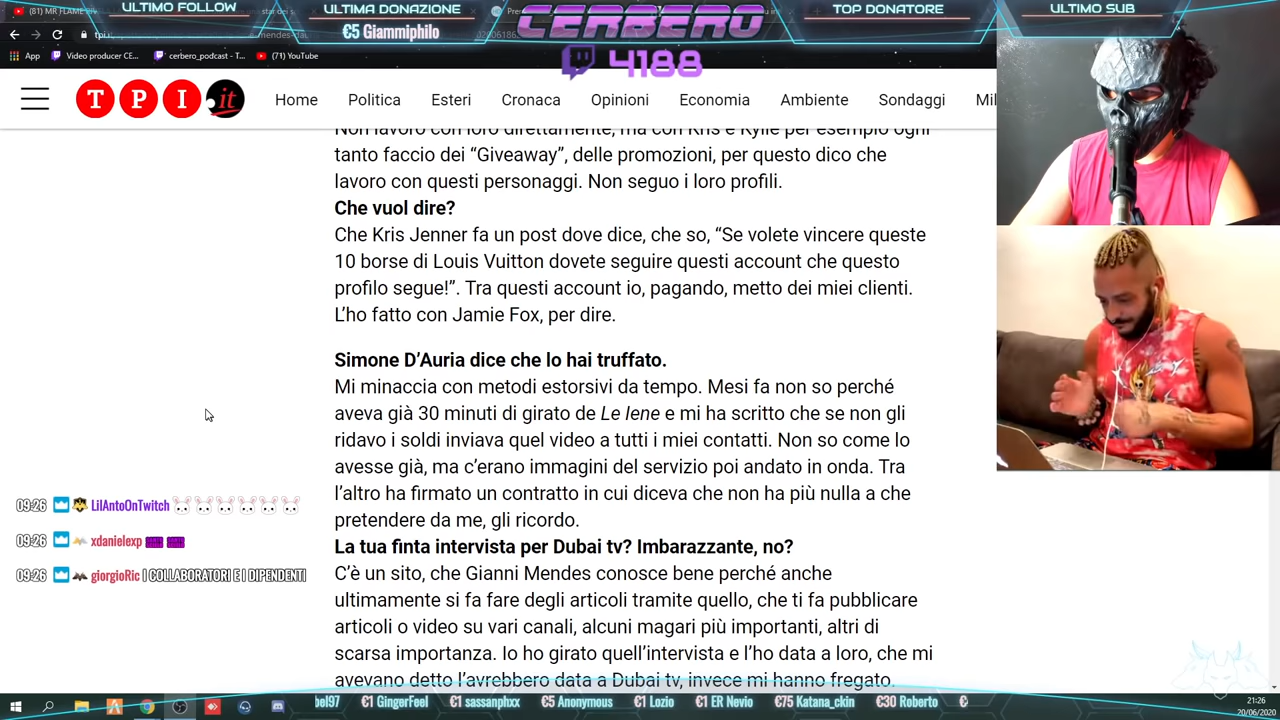 ULTIMO FOLLOW
ULTIMA DONAZIONE
€5 Giammiphilo
CERBERO
4188
TOP DONATORE
ULTIMO SUB
(81) MR FLAME
App
Video producer CE...
cerbero_podcast - T...
(71) YouTube
TPI.it
Home
Politica
Esteri
Cronaca
Opinioni
Economia
Ambiente
Sondaggi
Non lavoro con loro direttamente, ma con Kris e Kylie per esempio ogni
tanto faccio dei “Giveaway”, delle promozioni, per questo dico che
lavoro con questi personaggi. Non seguo i loro profili.
Che vuol dire?
Che Kris Jenner fa un post dove dice, che so, “Se volete vincere queste
10 borse di Louis Vuitton dovete seguire questi account che questo
profilo segue!”. Tra questi account io, pagando, metto dei miei clienti.
L’ho fatto con Jamie Fox, per dire.
Simone D’Auria dice che lo hai truffato.
Mi minaccia con metodi estorsivi da tempo. Mesi fa non so perché
aveva già 30 minuti di girato de Le Iene e mi ha scritto che se non gli
ridavo i soldi inviava quel video a tutti i miei contatti. Non so come lo
avesse già, ma c’erano immagini del servizio poi andato in onda. Tra
l’altro ha firmato un contratto in cui diceva che non ha più nulla a che
pretendere da me, gli ricordo.
La tua finta intervista per Dubai tv? Imbarazzante, no?
C’è un sito, che Gianni Mendes conosce bene perché anche
ultimamente si fa fare degli articoli tramite quello, che ti fa pubblicare
articoli o video su vari canali, alcuni magari più importanti, altri di
scarsa importanza. Io ho girato quell’intervista e l’ho data a loro, che mi
avevano detto l’avrebbero data a Dubai tv, invece mi hanno fregato.
09:26 LilAntoOnTwitch
09:26 xdanielexp
09:26 giorgioRic I COLLABORATORI E I DIPENDENTI
bel97 €1 GingerFeel €1 sassanphxx €5 Anonymous €1 Lozio €1 ER Nevio €75 Katana_ckin €30 Roberto €
21:26
20/06/2020